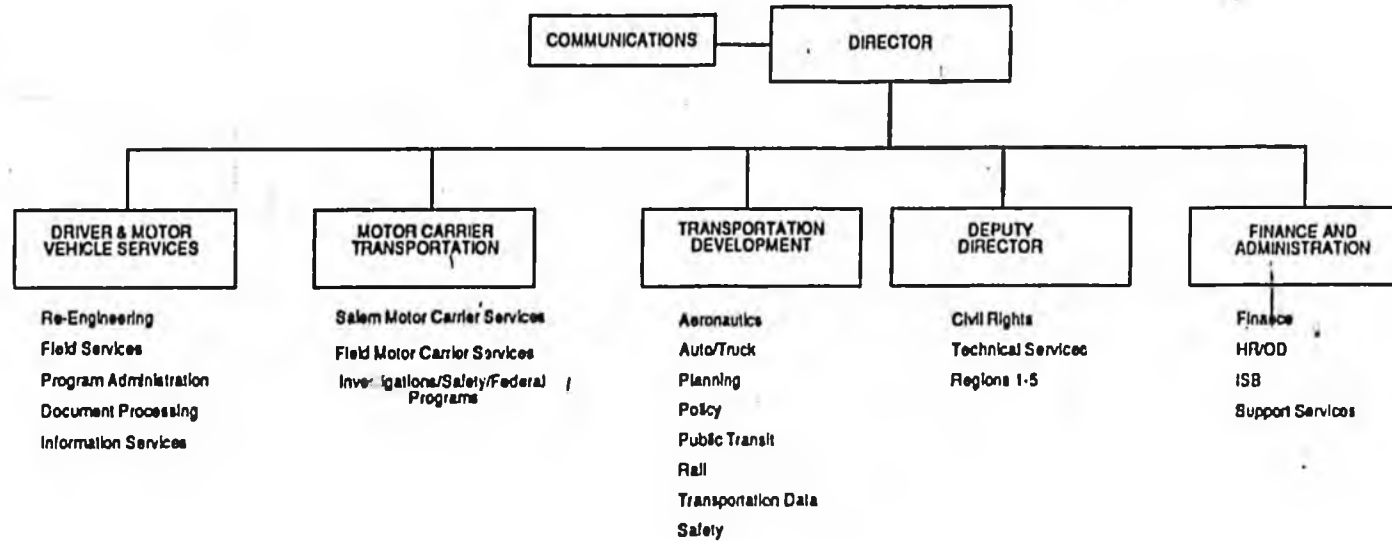 COMMUNICATIONS
DIRECTOR
DRIVER & MOTOR
VEHICLE SERVICES
Re-Engineering
Field Services
Program Administration
Document Processing
Information Services
MOTOR CARRIER
TRANSPORTATION
Salem Motor Carrier Services
Field Motor Carrier Services
Programs
TRANSPORTATION
DEVELOPMENT
Aeronautics
Auto/Truck
Planning
Policy
Public Transit
Rail
Transportation Data
Safety
DEPUTY
DIRECTOR
Civil Rights
Technical Services
Regions 1-5
FINANCE AND
ADMINISTRATION
Finance
HR/OD
ISB
Support Services